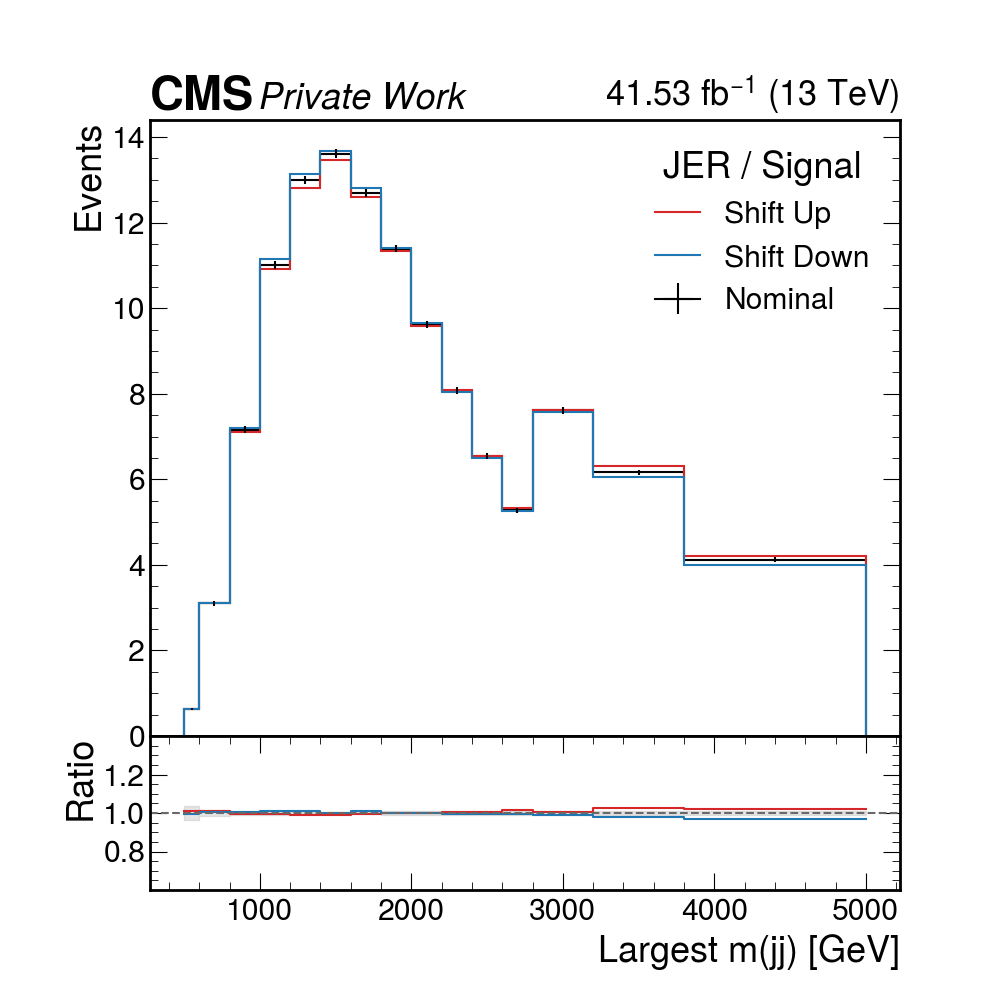 CMS Private Work 41.53 fb⁻¹ (13 TeV)
Events
14
12
10
8
6
4
2
0
JER / Signal
Shift Up
Shift Down
Nominal
Ratio
1.2
1.0
0.8
1000 2000 3000 4000 5000
Largest m(jj) [GeV]